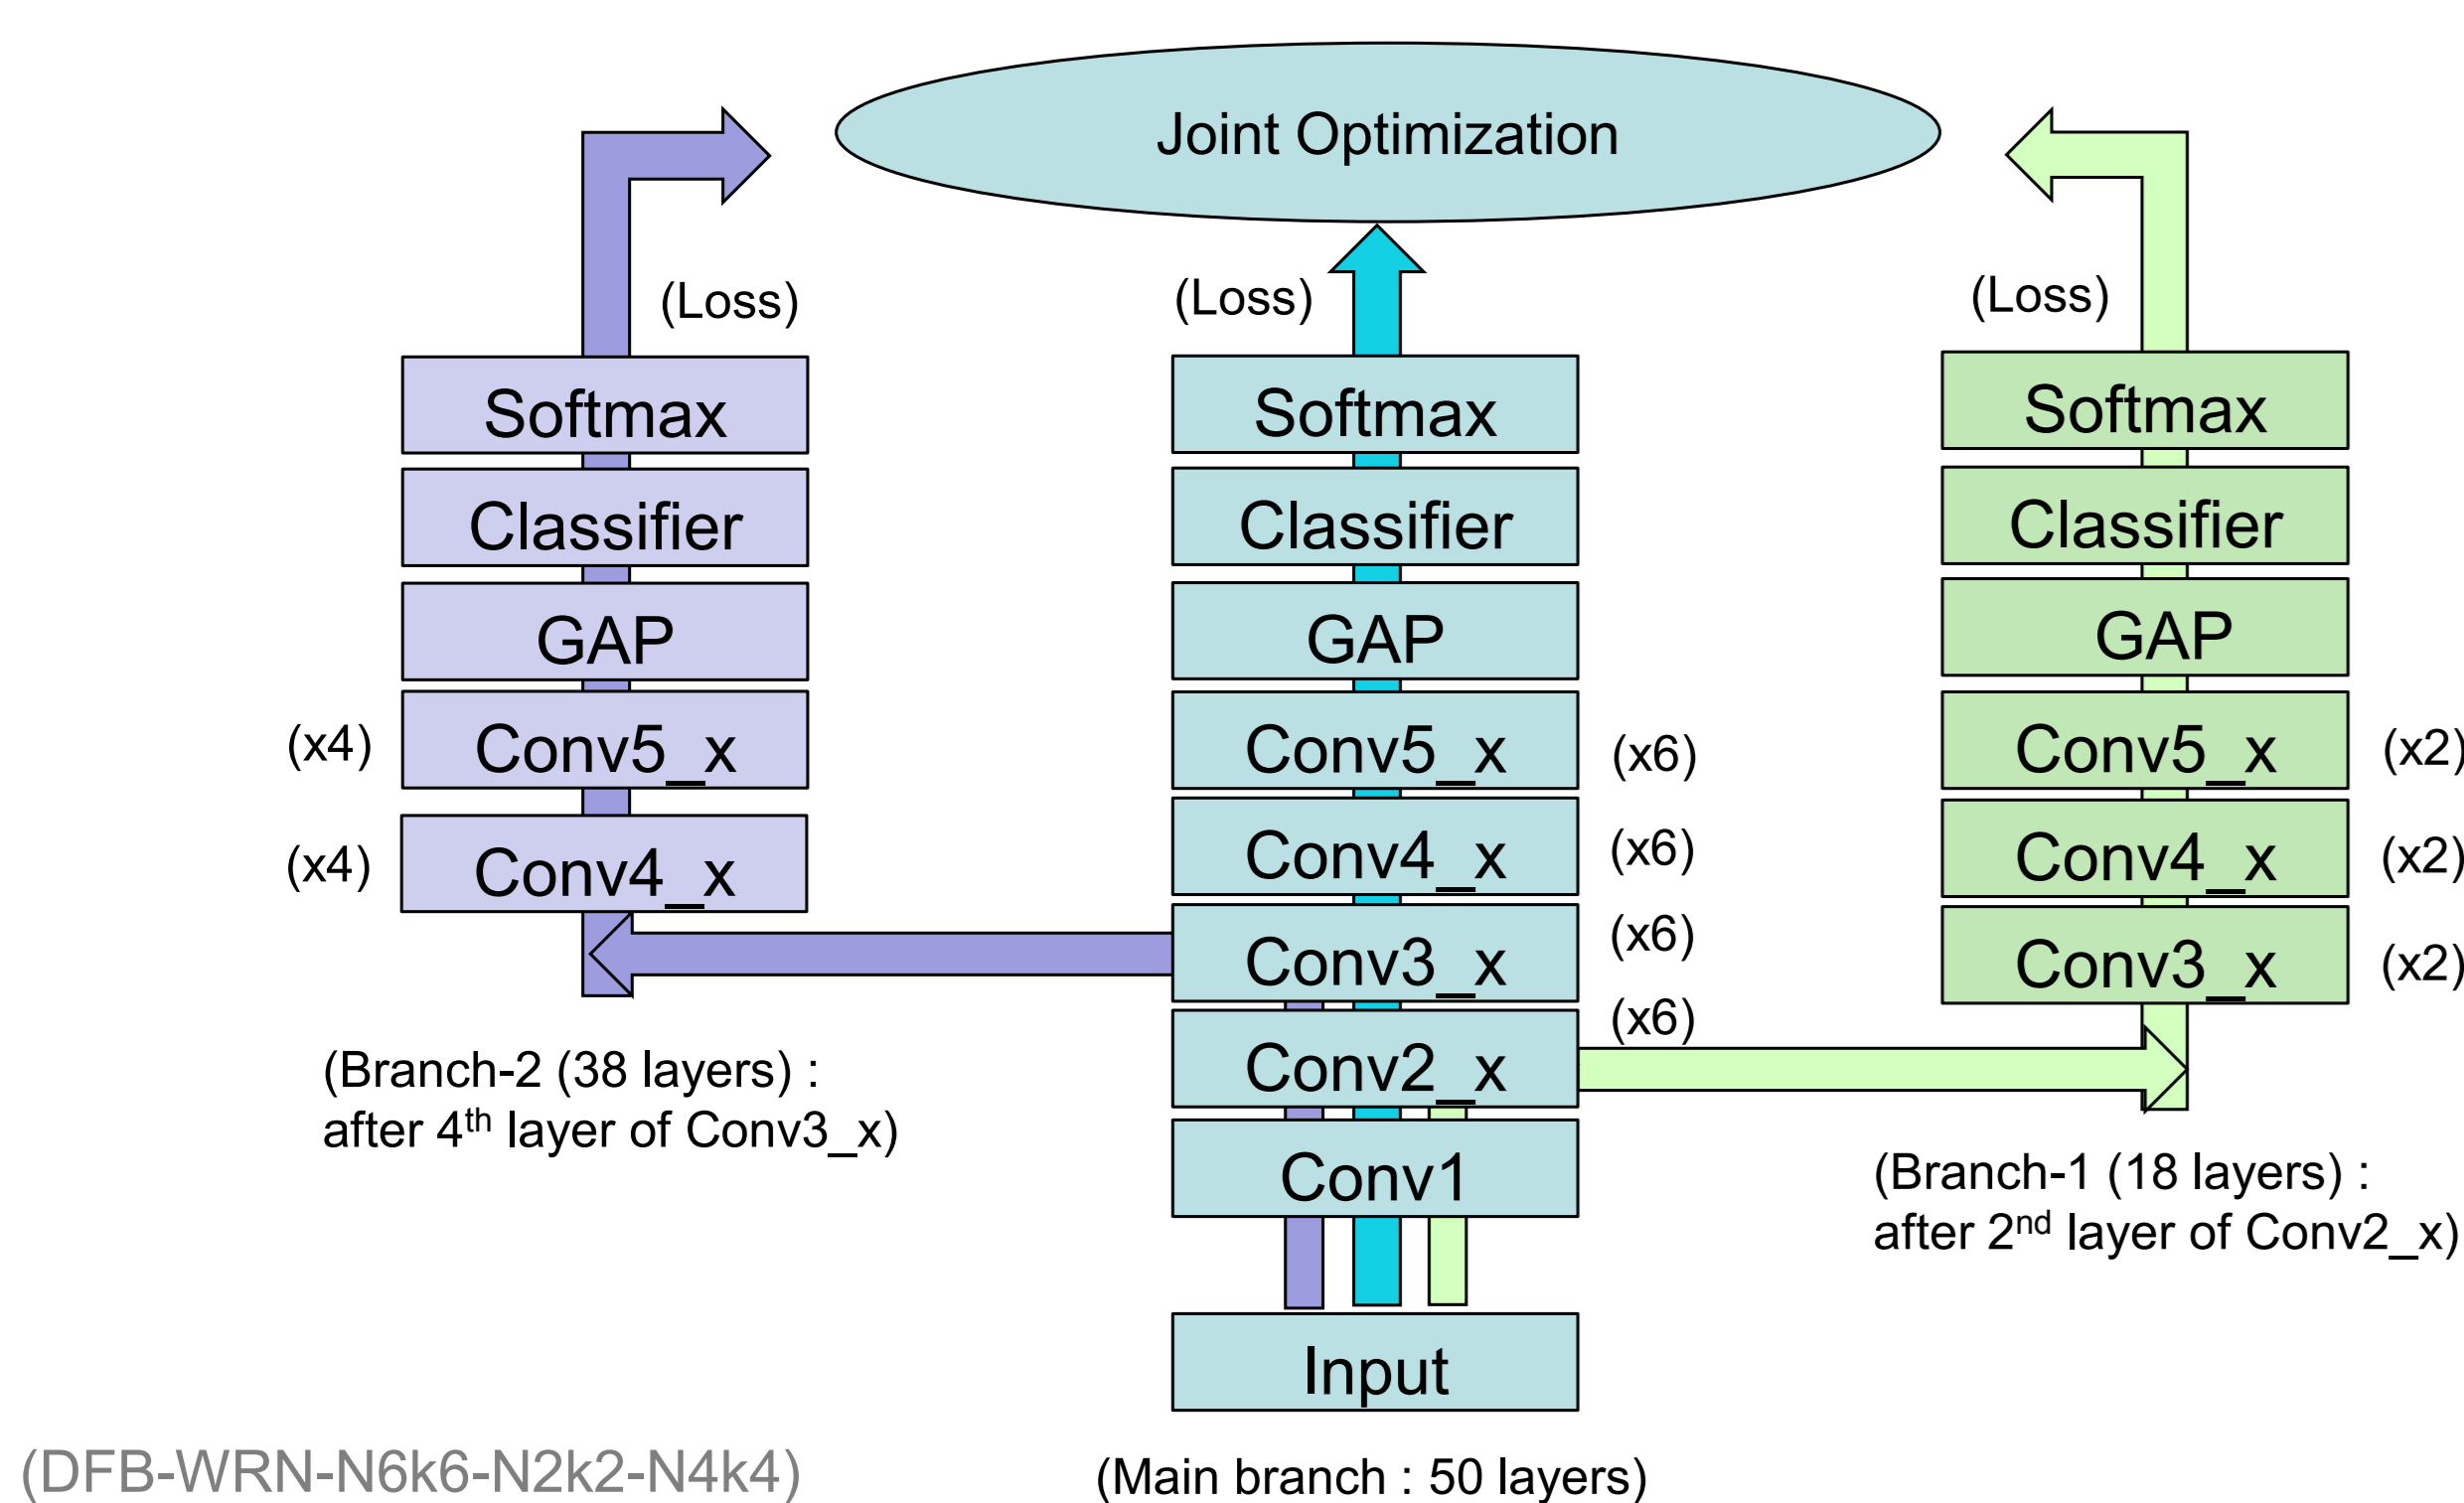 Joint Optimization
(Loss)
(Loss)
(Loss)
Softmax
Classifier
GAP
(x4) Conv5_x
(x4) Conv4_x
(Branch-2 (38 layers) :
after 4th layer of Conv3_x)
Softmax
Classifier
GAP
Conv5_x (x6)
Conv4_x (x6)
Conv3_x (x6)
Conv2_x (x6)
Conv1
Input
(Main branch : 50 layers)
Softmax
Classifier
GAP
Conv5_x (x2)
Conv4_x (x2)
Conv3_x (x2)
(Branch-1 (18 layers) :
after 2nd layer of Conv2_x)
(DFB-WRN-N6k6-N2k2-N4k4)